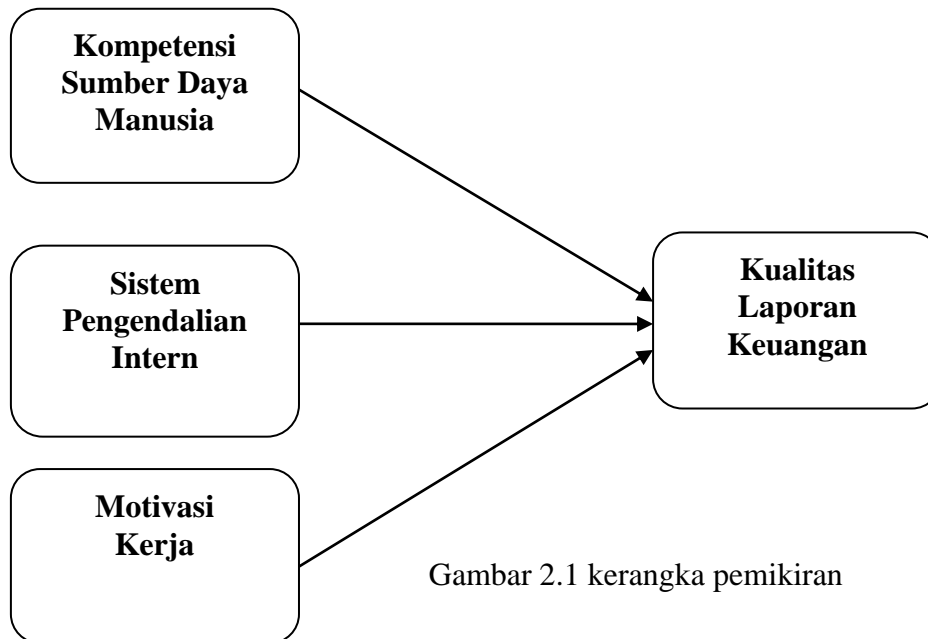 Kompetensi
Sumber Daya
Manusia
Sistem
Pengendalian
Intern
Kualitas
Laporan
Keuangan
Motivasi
Kerja
Gambar 2.1 kerangka pemikiran